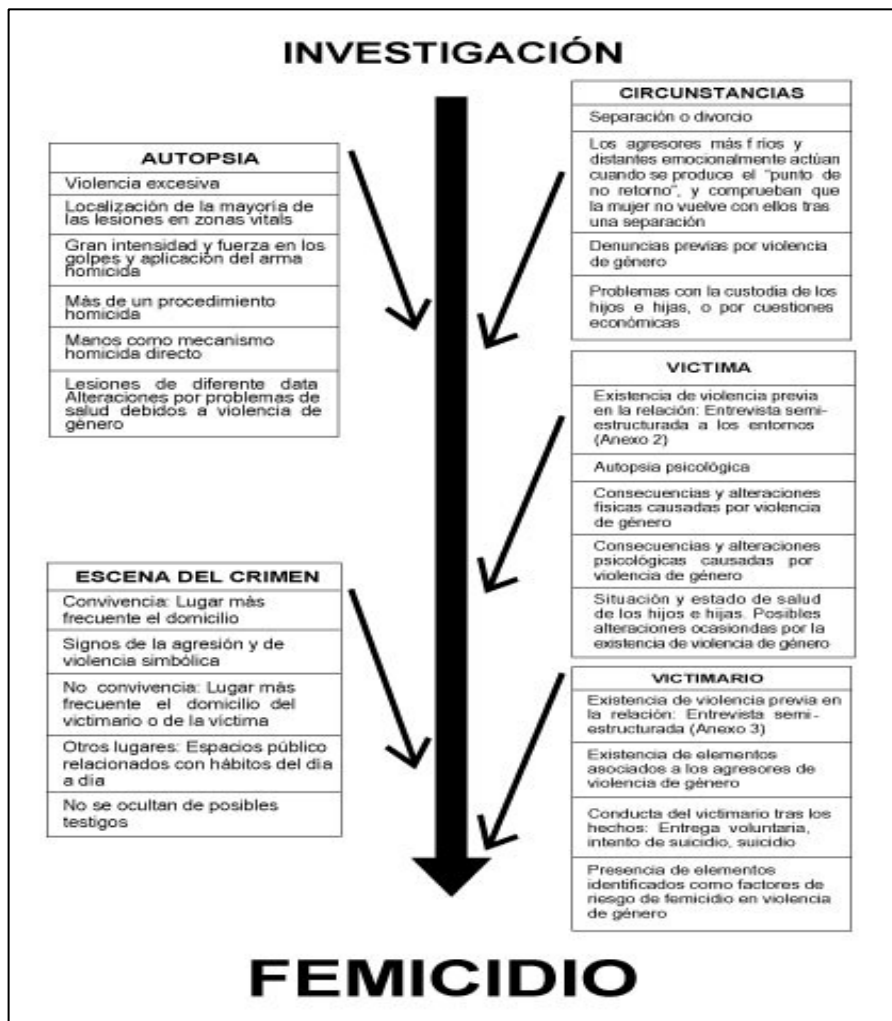 INVESTIGACIÓN
AUTOPSIA
Violencia excesiva
Localización de la mayoría de
las lesiones en zonas vitals
Gran intensidad y fuerza en los
golpes y aplicación del arma
homicida
Más de un procedimiento
homicida
Manos como mecanismo
homicida directo
Lesiones de diferente data
Alteraciones por problemas de
salud debidos a violencia de
género
ESCENA DEL CRIMEN
Convivencia: Lugar más
frecuente el domicilio
Signos de la agresión y de
violencia simbólica
No convivencia: Lugar más
frecuente el domicilio del
victimario o de la víctima
Otros lugares: Espacios público
relacionados con hábitos del día
a día
No se ocultan de posibles
testigos
CIRCUNSTANCIAS
Separación o divorcio
Los agresores más f ríos y
distantes emocionalmente actúan
cuando se produce el "punto de
no retorno", y comprueban que
la mujer no vuelve con ellos tras
una separación
Denuncias previas por violencia
de género
Problemas con la custodia de los
hijos e hijas, o por cuestiones
económicas
VICTIMA
Existencia de violencia previa
en la relación: Entrevista semi-
estructurada a los entornos
(Anexo 2)
Autopsia psicológica
Consecuencias y alteraciones
físicas causadas por violencia
de género
Consecuencias y alteraciones
psicológicas causadas por
violencia de género
Situación y estado de salud
de los hijos e hijas. Posibles
alteraciones ocasiondas por la
existencia de violencia de género
VICTIMARIO
Existencia de violencia previa en
la relación: Entrevista semi-
estructurada (Anexo 3)
Existencia de elementos
asociados a los agresores de
violencia de género
Conducta del victimario tras los
hechos: Entrega voluntaria,
intento de suicidio, suicidio
Presencia de elementos
identificados como factores de
riesgo de femicidio en violencia
de género
FEMICIDIO